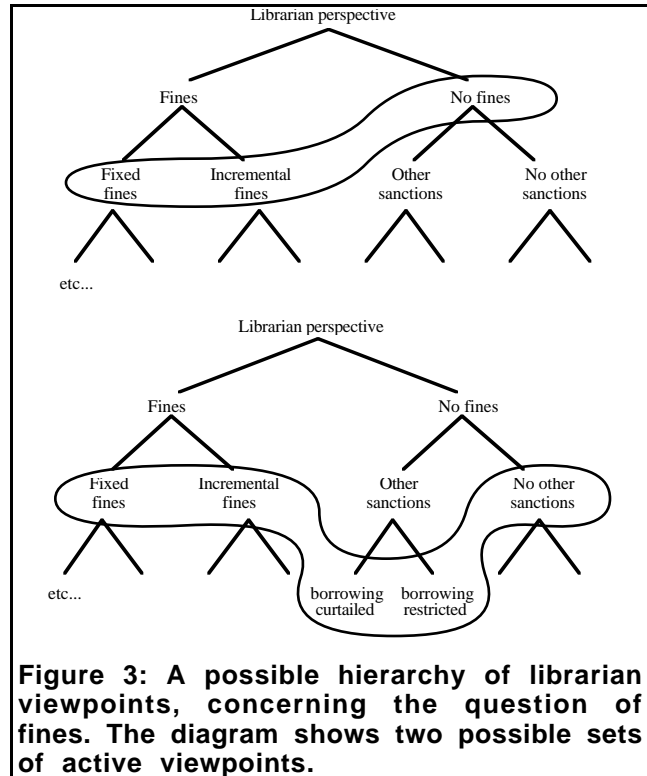 Librarian perspective
Fines No fines
Fixed fines Incremental fines Other sanctions No other sanctions
etc...
Librarian perspective
Fines No fines
Fixed fines Incremental fines Other sanctions No other sanctions
etc... borrowing curtailed borrowing restricted
Figure 3: A possible hierarchy of librarian
viewpoints, concerning the question of
fines. The diagram shows two possible sets
of active viewpoints.